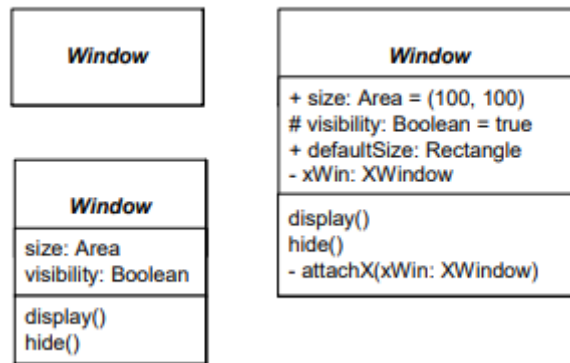 Window
Window
size: Area
visibility: Boolean
display()
hide()
Window
+ size: Area = (100, 100)
# visibility: Boolean = true
+ defaultSize: Rectangle
- xWin: XWindow
display()
hide()
- attachX(xWin: XWindow)